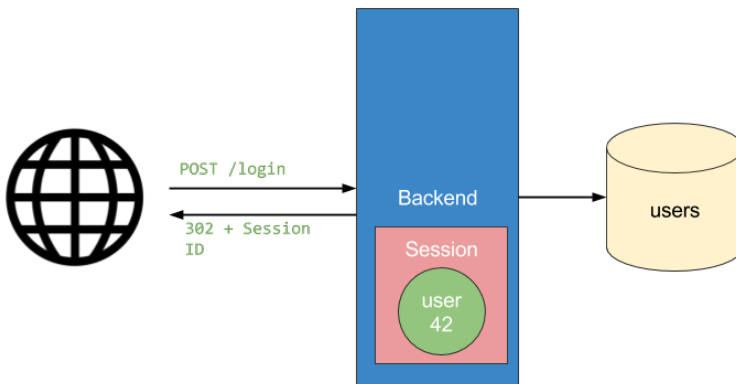 POST /login
302 + Session
ID
Backend
Session
user
42
users